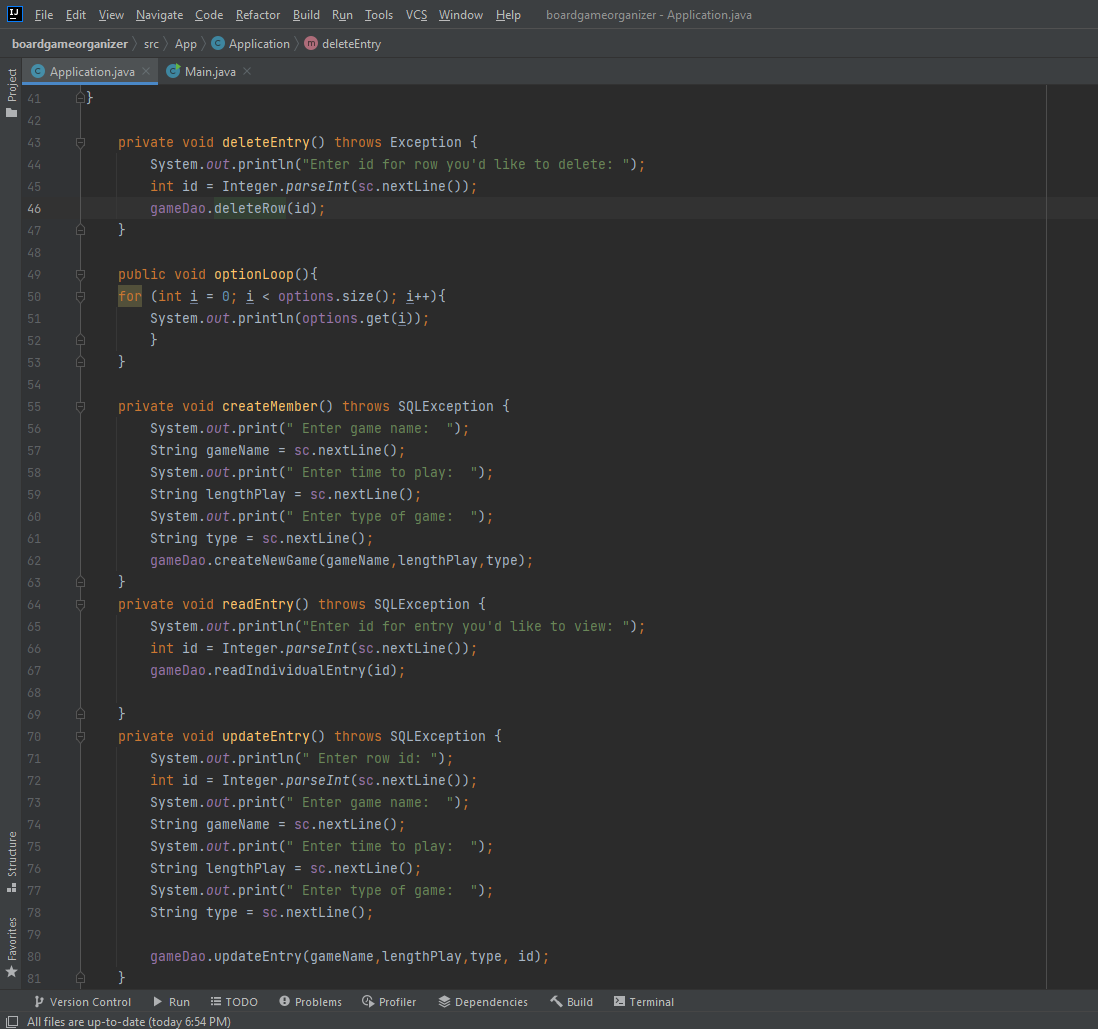 IJ File Edit View Navigate Code Refactor Build Run Tools VCS Window Help boardgameorganizer - Application.java
boardgameorganizer src App C Application m deleteEntry
Project
C Application.java C Main.java
41 }
42
43 private void deleteEntry() throws Exception {
44 System.out.println("Enter id for row you'd like to delete: ");
45 int id = Integer.parseInt(sc.nextLine());
46 gameDao.deleteRow(id);
47 }
48
49 public void optionLoop(){
50 for (int i = 0; i < options.size(); i++){
51 System.out.println(options.get(i));
52 }
53 }
54
55 private void createMember() throws SQLException {
56 System.out.print(" Enter game name:  ");
57 String gameName = sc.nextLine();
58 System.out.print(" Enter time to play:  ");
59 String lengthPlay = sc.nextLine();
60 System.out.print(" Enter type of game:  ");
61 String type = sc.nextLine();
62 gameDao.createNewGame(gameName,lengthPlay,type);
63 }
64 private void readEntry() throws SQLException {
65 System.out.println("Enter id for entry you'd like to view: ");
66 int id = Integer.parseInt(sc.nextLine());
67 gameDao.readIndividualEntry(id);
68
69 }
70 private void updateEntry() throws SQLException {
71 System.out.println(" Enter row id: ");
72 int id = Integer.parseInt(sc.nextLine());
73 System.out.print(" Enter game name:  ");
74 String gameName = sc.nextLine();
75 System.out.print(" Enter time to play:  ");
76 String lengthPlay = sc.nextLine();
77 System.out.print(" Enter type of game:  ");
78 String type = sc.nextLine();
79
80 gameDao.updateEntry(gameName,lengthPlay,type, id);
81 }
Structure
Favorites
Version Control Run TODO Problems Profiler Dependencies Build Terminal
All files are up-to-date (today 6:54 PM)